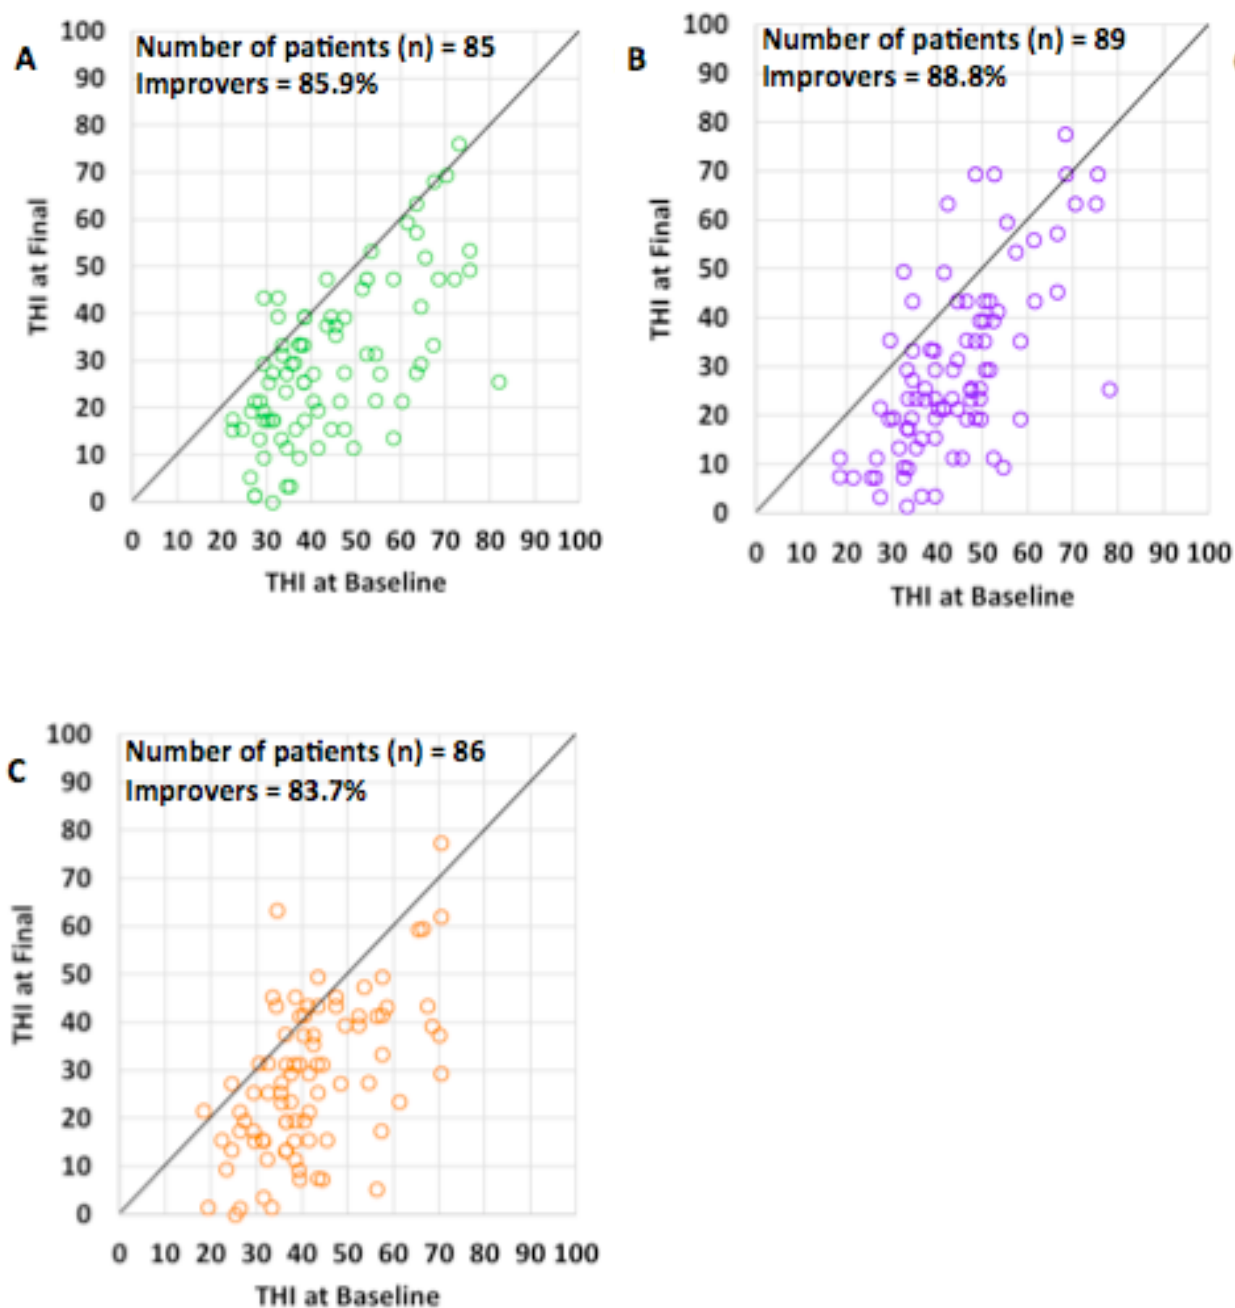 A
Number of patients (n) = 85
Improvers = 85.9%
100
90
80
70
60
50
40
30
20
10
0
THI at Final
0 10 20 30 40 50 60 70 80 90 100
THI at Baseline
B
Number of patients (n) = 89
Improvers = 88.8%
100
90
80
70
60
50
40
30
20
10
0
THI at Final
0 10 20 30 40 50 60 70 80 90 100
THI at Baseline
C
Number of patients (n) = 86
Improvers = 83.7%
100
90
80
70
60
50
40
30
20
10
0
THI at Final
0 10 20 30 40 50 60 70 80 90 100
THI at Baseline